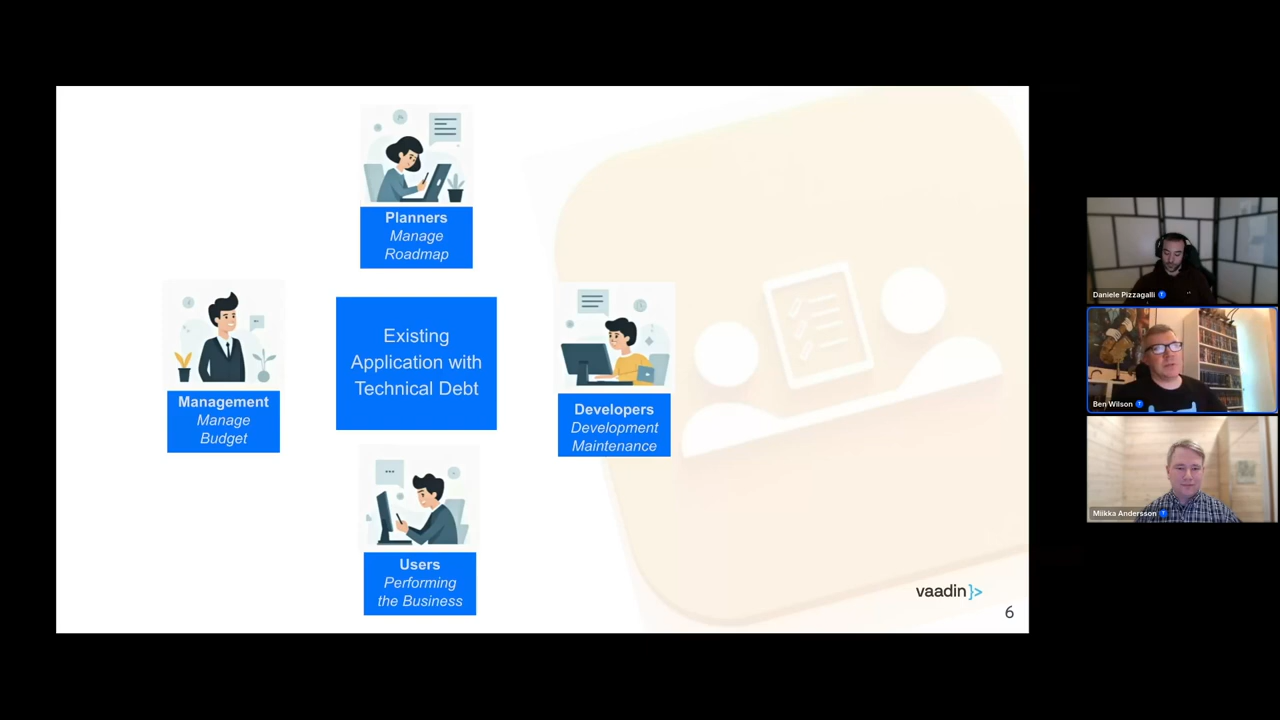 Planners
Manage
Roadmap
Existing
Application with
Technical Debt
Management
Manage
Budget
Developers
Development
Maintenance
Users
Performing
the Business
vaadin}>
6
Daniele Pizzagalli
Ben Wilson
Miikka Andersson